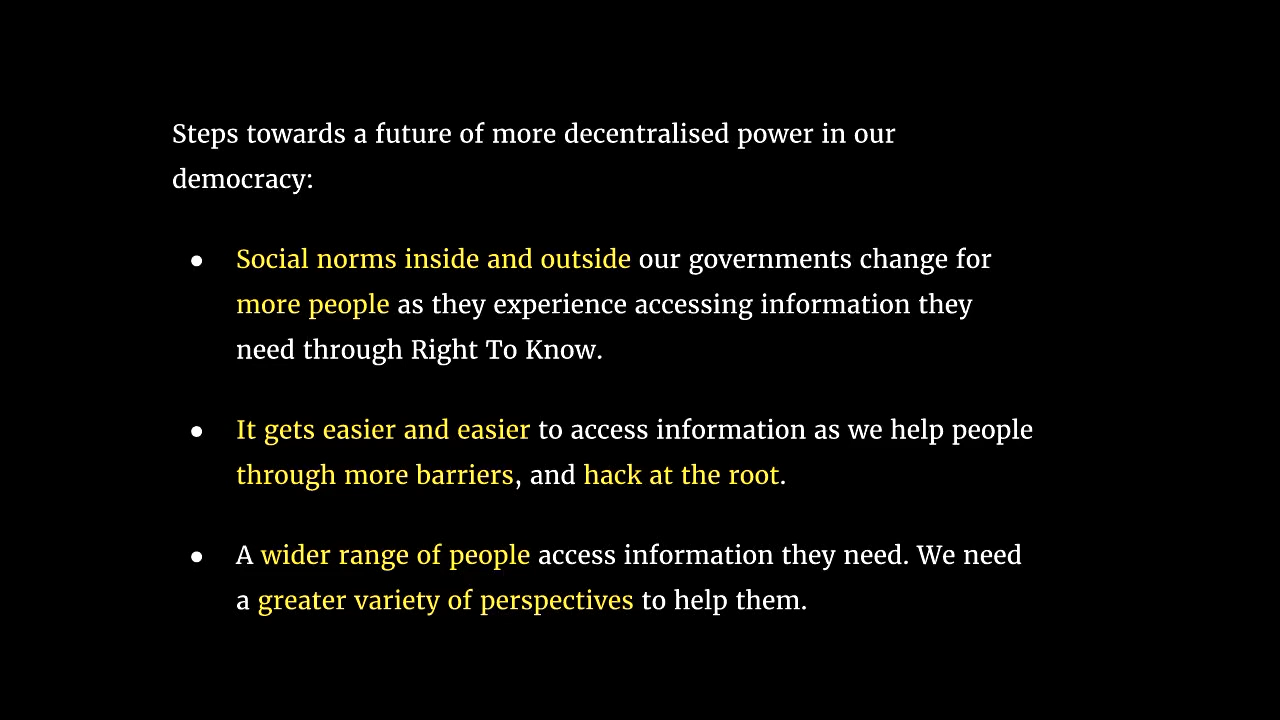 Steps towards a future of more decentralised power in our
democracy:
● Social norms inside and outside our governments change for
more people as they experience accessing information they
need through Right To Know.
● It gets easier and easier to access information as we help people
through more barriers, and hack at the root.
● A wider range of people access information they need. We need
a greater variety of perspectives to help them.